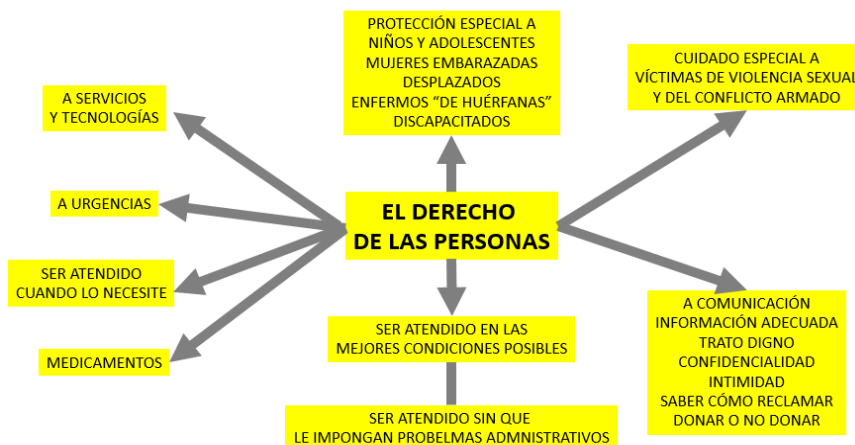 PROTECCIÓN ESPECIAL A
NIÑOS Y ADOLESCENTES
MUJERES EMBARAZADAS
DESPLAZADOS
ENFERMOS “DE HUÉRFANAS”
DISCAPACITADOS
CUIDADO ESPECIAL A
VÍCTIMAS DE VIOLENCIA SEXUAL
Y DEL CONFLICTO ARMADO
A SERVICIOS
Y TECNOLOGÍAS
A URGENCIAS
EL DERECHO
DE LAS PERSONAS
SER ATENDIDO
CUANDO LO NECESITE
MEDICAMENTOS
SER ATENDIDO EN LAS
MEJORES CONDICIONES POSIBLES
SER ATENDIDO SIN QUE
LE IMPONGAN PROBELMAS ADMNISTRATIVOS
A COMUNICACIÓN
INFORMACIÓN ADECUADA
TRATO DIGNO
CONFIDENCIALIDAD
INTIMIDAD
SABER CÓMO RECLAMAR
DONAR O NO DONAR